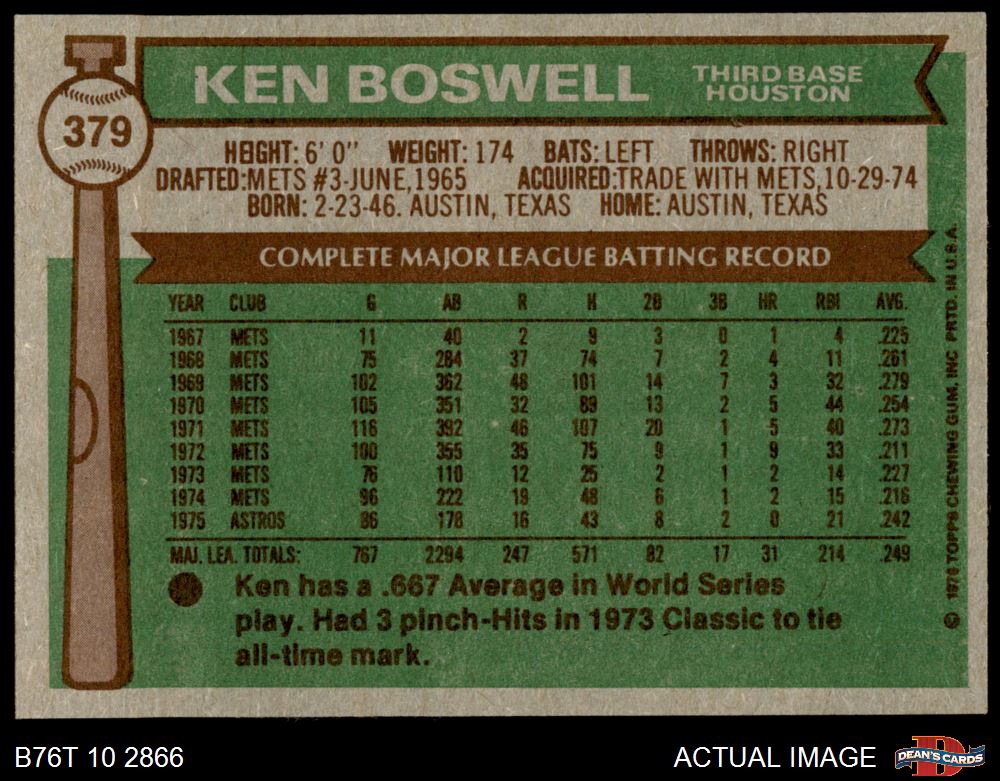 379
KEN BOSWELL THIRD BASE HOUSTON
HEIGHT: 6' 0" WEIGHT: 174 BATS: LEFT THROWS: RIGHT
DRAFTED: METS #3-JUNE, 1965 ACQUIRED: TRADE WITH METS, 10-29-74
BORN: 2-23-46. AUSTIN, TEXAS HOME: AUSTIN, TEXAS
COMPLETE MAJOR LEAGUE BATTING RECORD
YEAR CLUB G AB R H 2B 3B HR RBI AVG.
1967 METS 11 40 2 9 3 0 1 4 .225
1968 METS 75 284 37 74 7 2 4 11 .261
1969 METS 102 362 48 101 14 7 3 32 .279
1970 METS 105 351 32 89 13 2 5 44 .254
1971 METS 116 392 46 107 20 1 5 40 .273
1972 METS 100 355 35 75 9 1 9 33 .211
1973 METS 76 110 12 25 2 1 2 14 .227
1974 METS 96 222 19 48 6 1 2 15 .216
1975 ASTROS 86 178 16 43 8 2 0 21 .242
MAJ. LEA. TOTALS: 767 2294 247 571 82 17 31 214 .249
Ken has a .667 Average in World Series
play. Had 3 pinch-Hits in 1973 Classic to tie
all-time mark.
© 1976 TOPPS CHEWING GUM, INC PRTD. IN U.S.A.
B76T 10 2866
ACTUAL IMAGE
D
DEAN'S CARDS